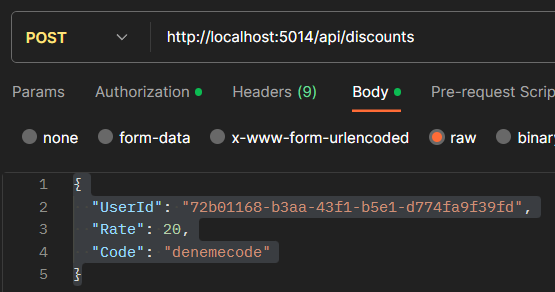 POST http://localhost:5014/api/discounts
Params Authorization Headers (9) Body Pre-request Scrip
none form-data x-www-form-urlencoded raw binary
1 {
2 "UserId": "72b01168-b3aa-43f1-b5e1-d774fa9f39fd",
3 "Rate": 20,
4 "Code": "denemecode"
5 }